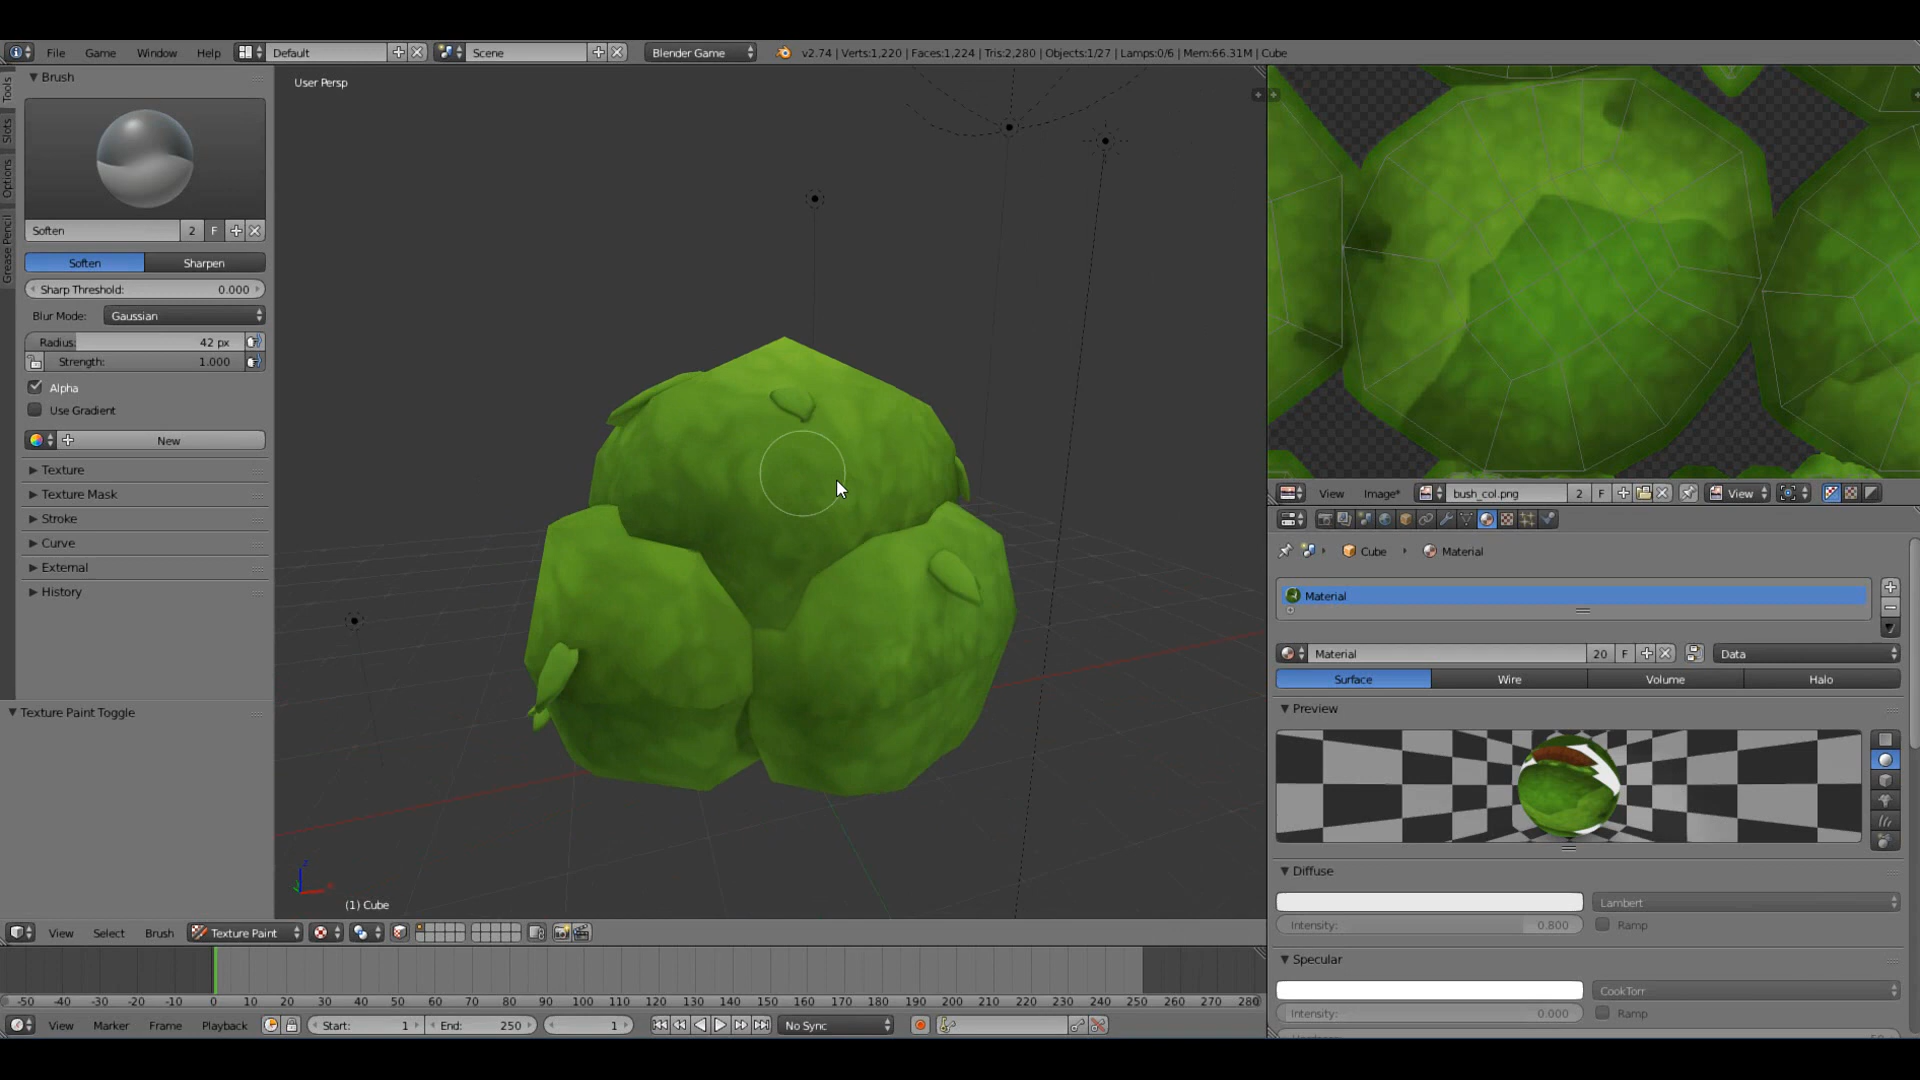 File Game Window Help Default Scene Blender Game v2.74 | Verts:1,220 | Faces:1,224 | Tris:2,280 | Objects:1/27 | Lamps:0/6 | Mem:66.31M | Cube
Tools
Slots
Options
Grease Pencil
Brush
Soften 2 F
Soften Sharpen
Sharp Threshold: 0.000
Blur Mode: Gaussian
Radius: 42 px
Strength: 1.000
Alpha
Use Gradient
New
Texture
Texture Mask
Stroke
Curve
External
History
Texture Paint Toggle
User Persp
(1) Cube
View Select Brush Texture Paint
-50 -40 -30 -20 -10 0 10 20 30 40 50 60 70 80 90 100 110 120 130 140 150 160 170 180 190 200 210 220 230 240 250 260 270 280
View Marker Frame Playback Start: 1 End: 250 1 No Sync
View Image* bush_col.png 2 F View
Cube Material
Material
Material 20 F Data
Surface Wire Volume Halo
Preview
Diffuse
Lambert
Intensity: 0.800 Ramp
Specular
CookTorr
Intensity: 0.000 Ramp